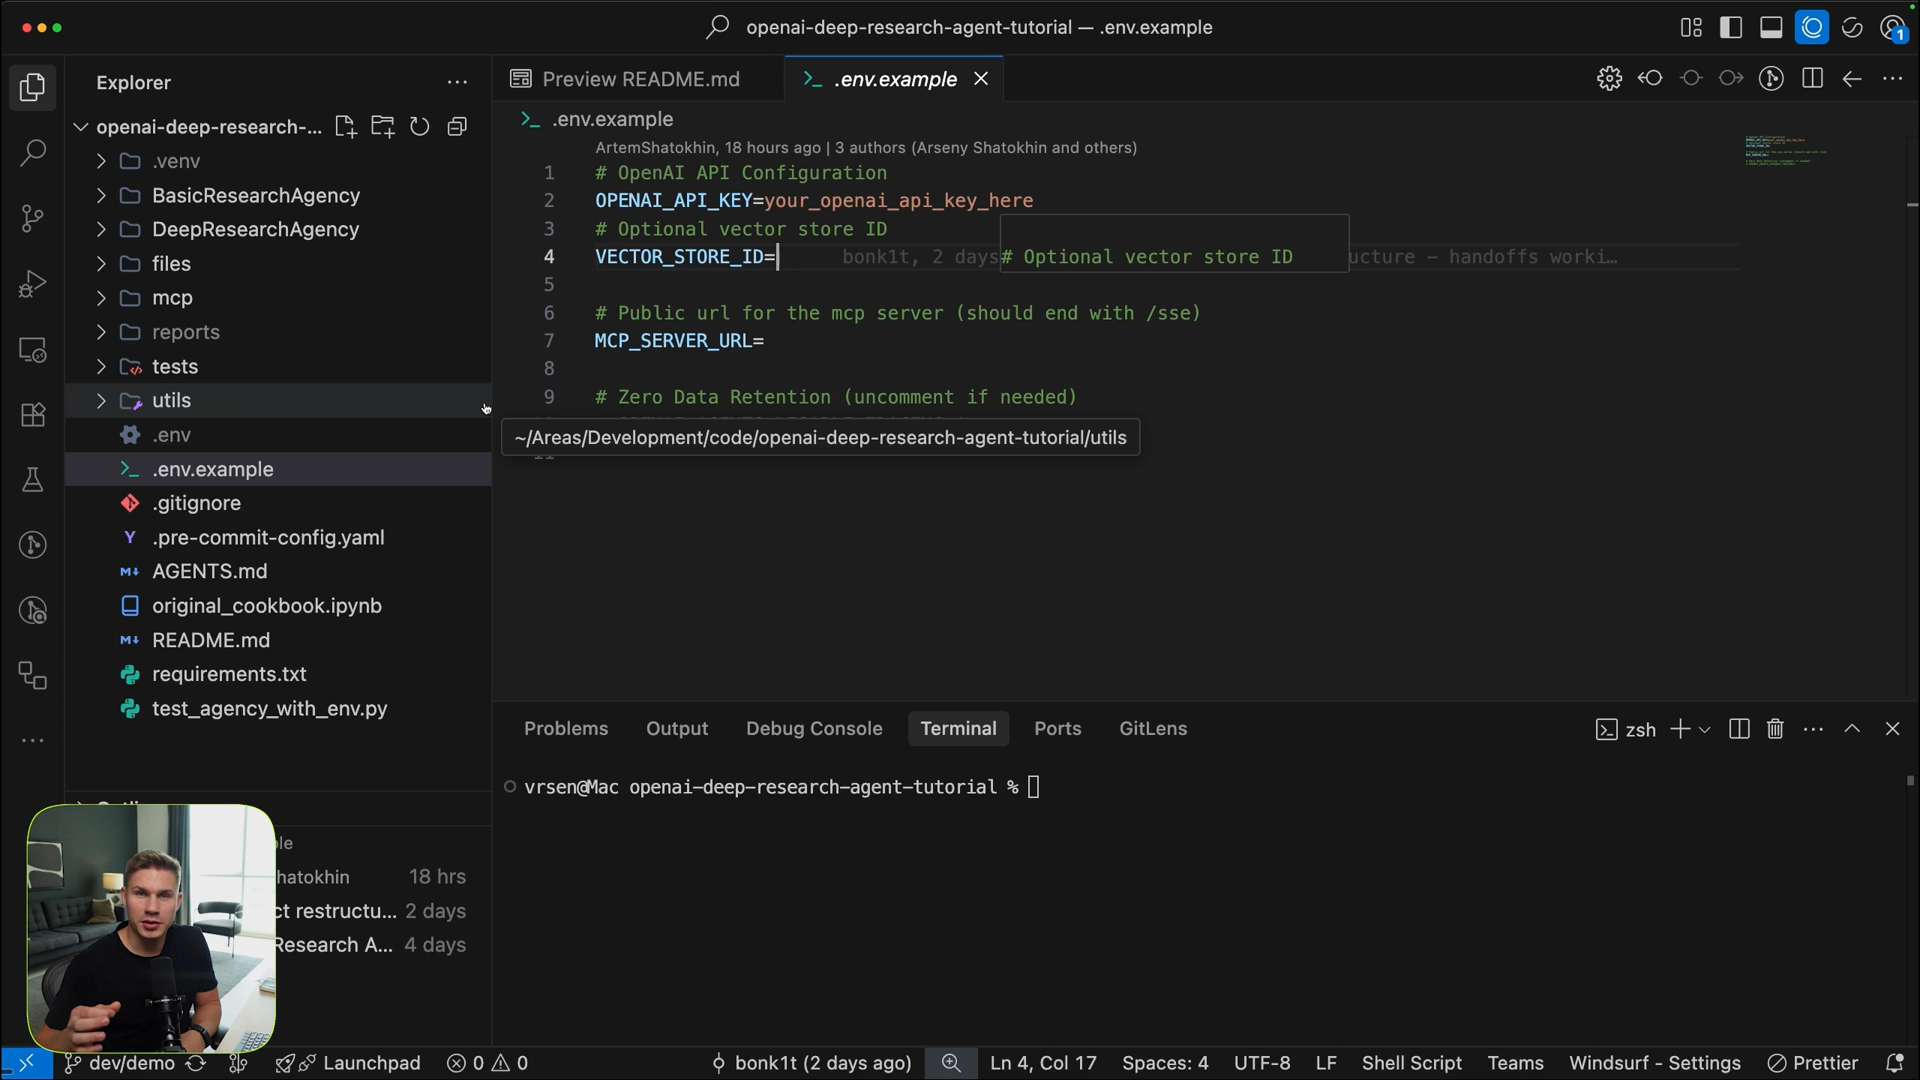 openai-deep-research-agent-tutorial — .env.example
1
Explorer
openai-deep-research-...
.venv
BasicResearchAgency
DeepResearchAgency
files
mcp
reports
tests
utils
.env
.env.example
.gitignore
.pre-commit-config.yaml
AGENTS.md
original_cookbook.ipynb
README.md
requirements.txt
test_agency_with_env.py
hatokhin 18 hrs
ct restructu... 2 days
Research A... 4 days
Preview README.md
.env.example
.env.example
ArtemShatokhin, 18 hours ago | 3 authors (Arseny Shatokhin and others)
1 # OpenAI API Configuration
2 OPENAI_API_KEY=your_openai_api_key_here
3 # Optional vector store ID
4 VECTOR_STORE_ID= bonk1t, 2 days # Optional vector store ID ucture — handoffs worki...
5
6 # Public url for the mcp server (should end with /sse)
7 MCP_SERVER_URL=
8
9 # Zero Data Retention (uncomment if needed)
~/Areas/Development/code/openai-deep-research-agent-tutorial/utils
11
Problems Output Debug Console Terminal Ports GitLens
zsh
vrsen@Mac openai-deep-research-agent-tutorial %
dev/demo Launchpad 0 0 bonk1t (2 days ago) Ln 4, Col 17 Spaces: 4 UTF-8 LF Shell Script Teams Windsurf - Settings Prettier